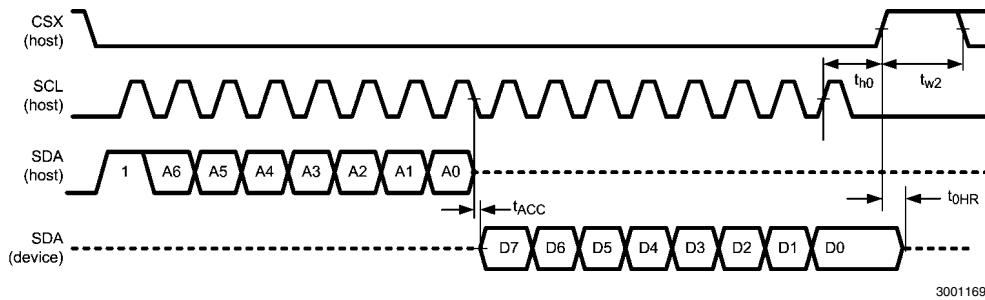 CSX
(host)
t_h0
t_w2
SCL
(host)
SDA
(host)
1 A6 A5 A4 A3 A2 A1 A0
t_ACC
t_0HR
SDA
(device)
D7 D6 D5 D4 D3 D2 D1 D0
3001169